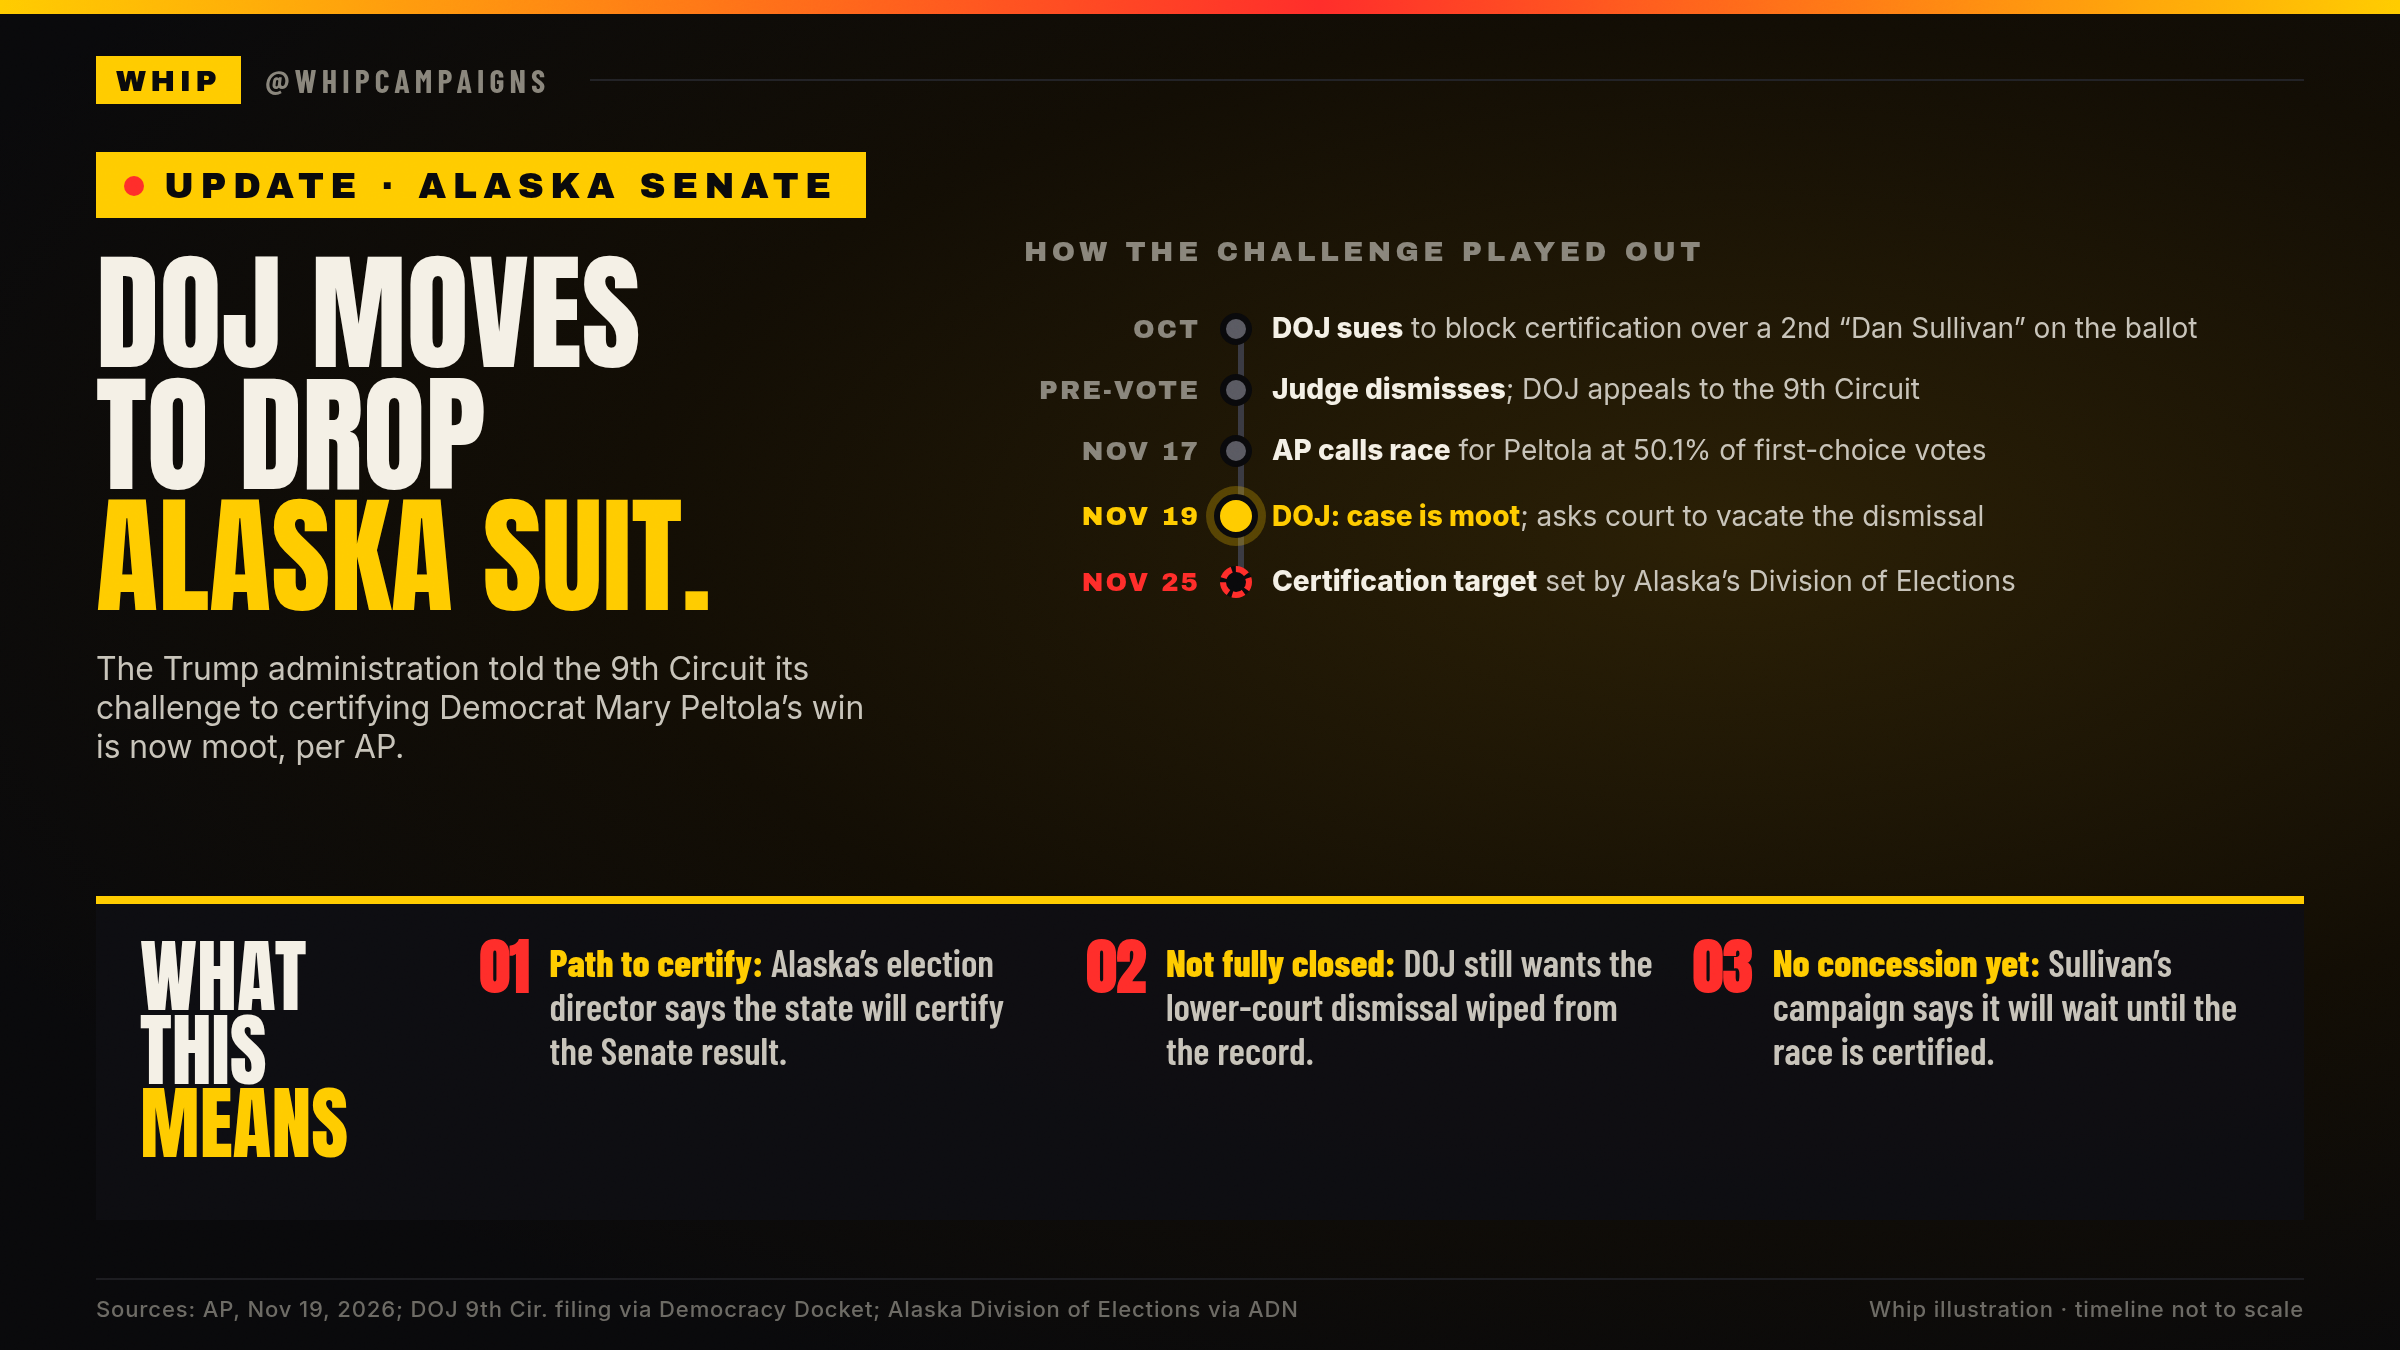 WHIP @WHIPCAMPAIGNS
UPDATE · ALASKA SENATE
DOJ MOVES
TO DROP
ALASKA SUIT.
The Trump administration told the 9th Circuit its
challenge to certifying Democrat Mary Peltola’s win
is now moot, per AP.
HOW THE CHALLENGE PLAYED OUT
OCT DOJ sues to block certification over a 2nd “Dan Sullivan” on the ballot
PRE-VOTE Judge dismisses; DOJ appeals to the 9th Circuit
NOV 17 AP calls race for Peltola at 50.1% of first-choice votes
NOV 19 DOJ: case is moot; asks court to vacate the dismissal
NOV 25 Certification target set by Alaska’s Division of Elections
WHAT
THIS
MEANS
01 Path to certify: Alaska’s election
director says the state will certify
the Senate result.
02 Not fully closed: DOJ still wants the
lower-court dismissal wiped from
the record.
03 No concession yet: Sullivan’s
campaign says it will wait until the
race is certified.
Sources: AP, Nov 19, 2026; DOJ 9th Cir. filing via Democracy Docket; Alaska Division of Elections via ADN
Whip illustration · timeline not to scale